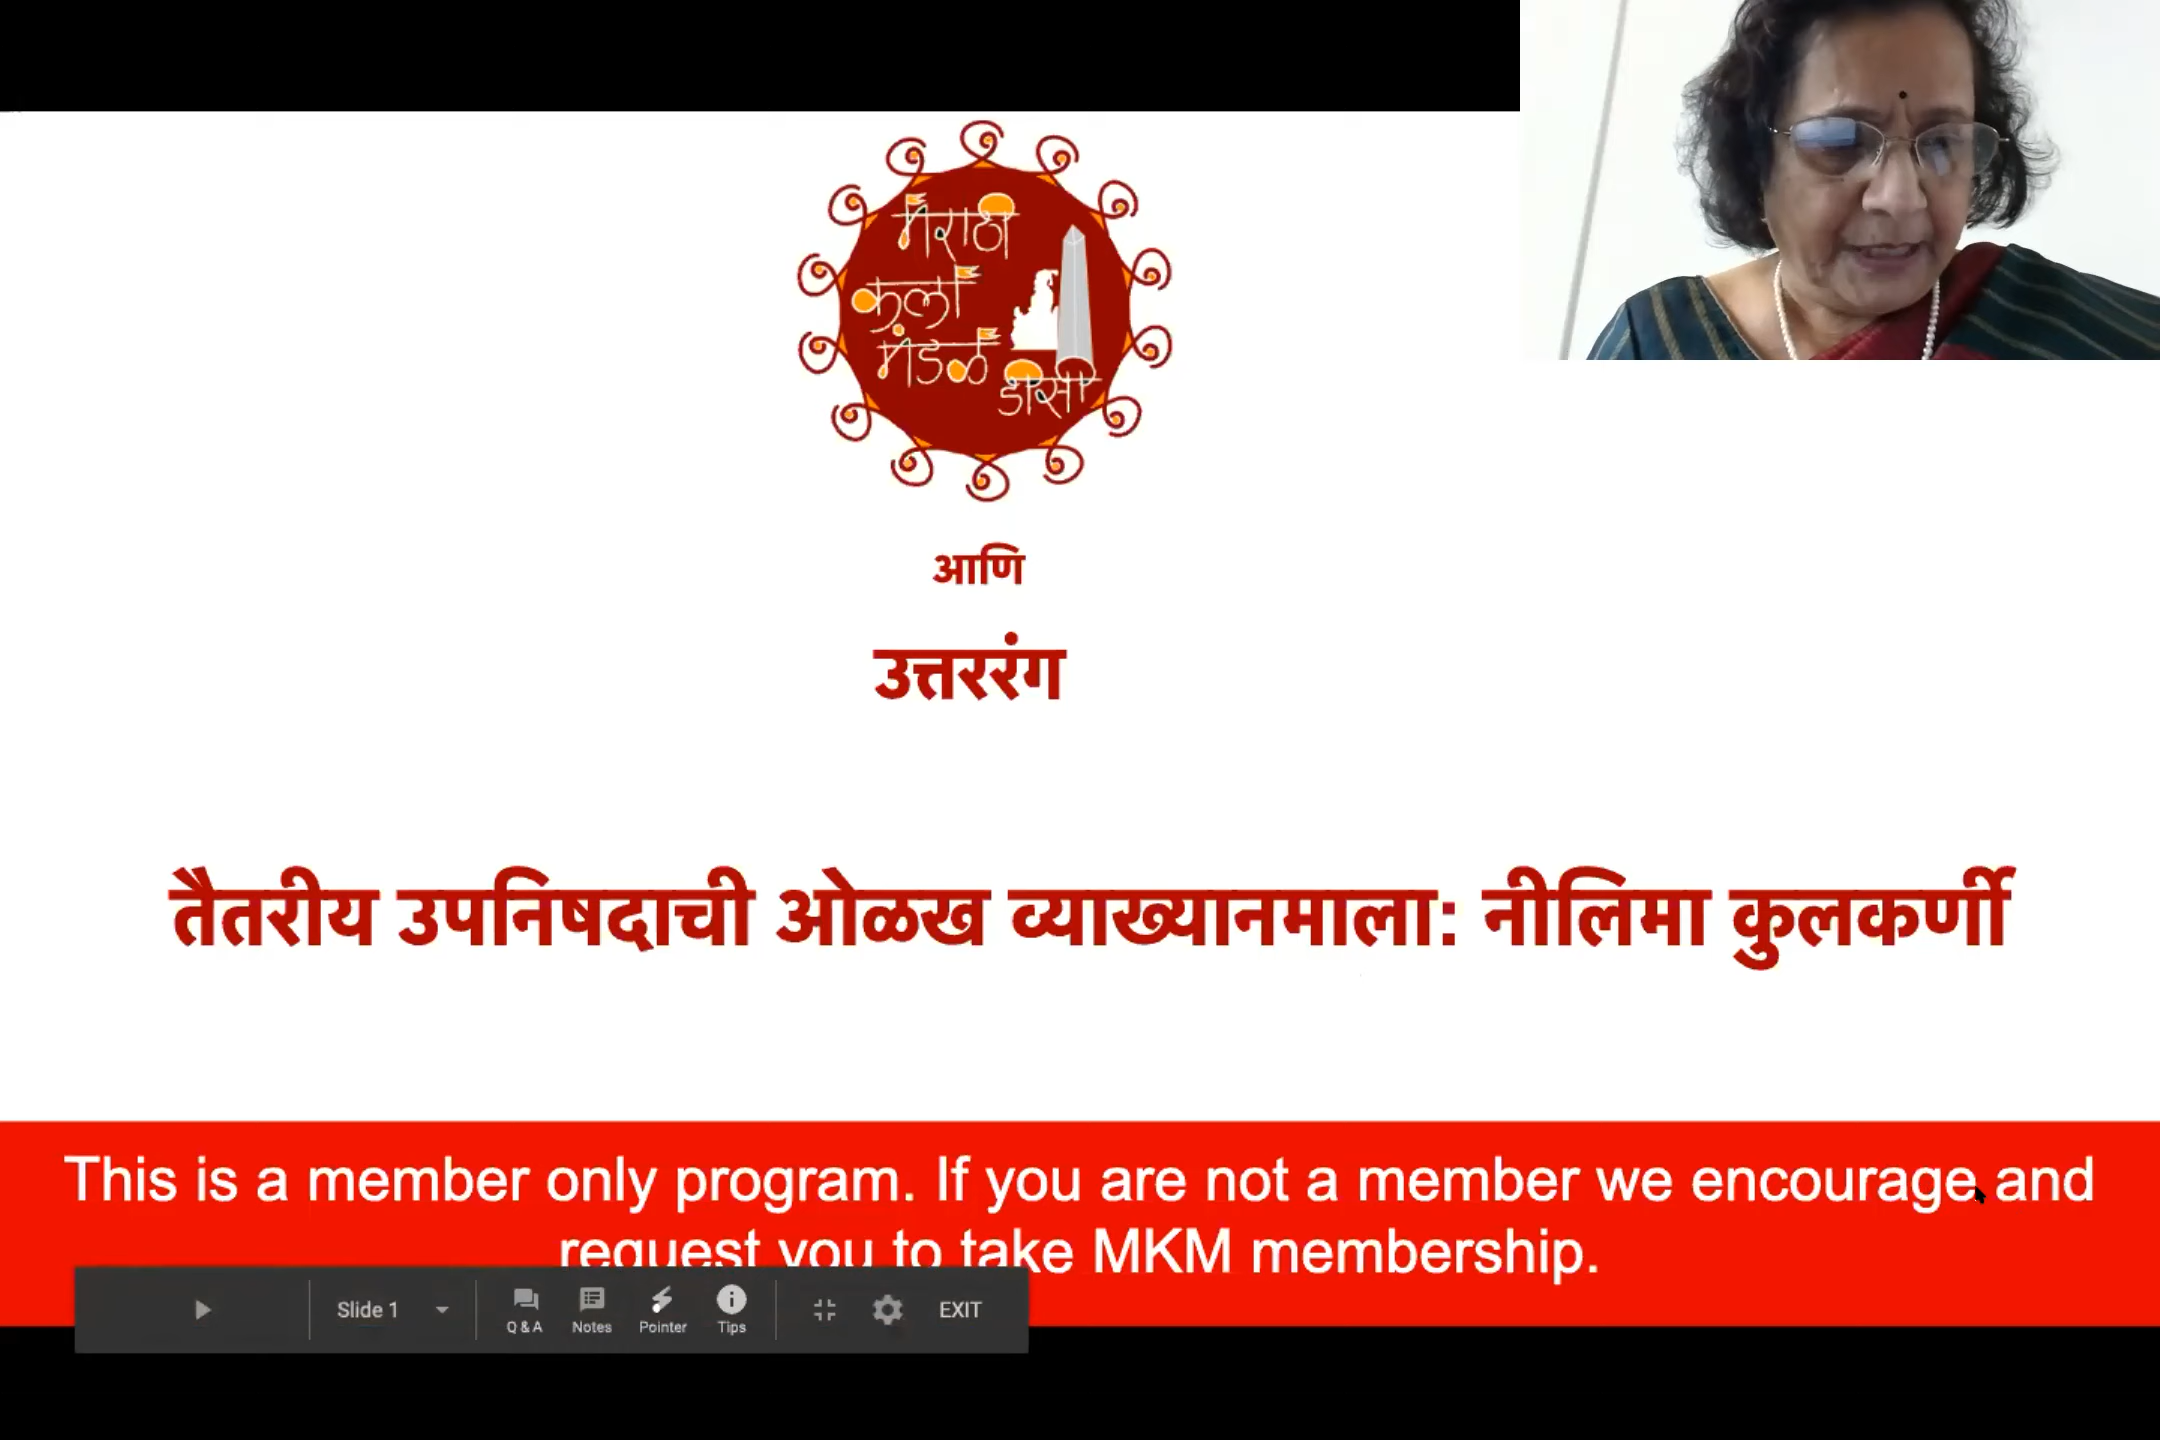 मराठी
कला
मंडळ
डीसी
आणि
उत्तररंग
तैतरीय उपनिषदाची ओळख व्याख्यानमाला: नीलिमा कुलकर्णी
This is a member only program. If you are not a member we encourage and
request you to take MKM membership.
Slide 1
Q & A
Notes
Pointer
Tips
EXIT